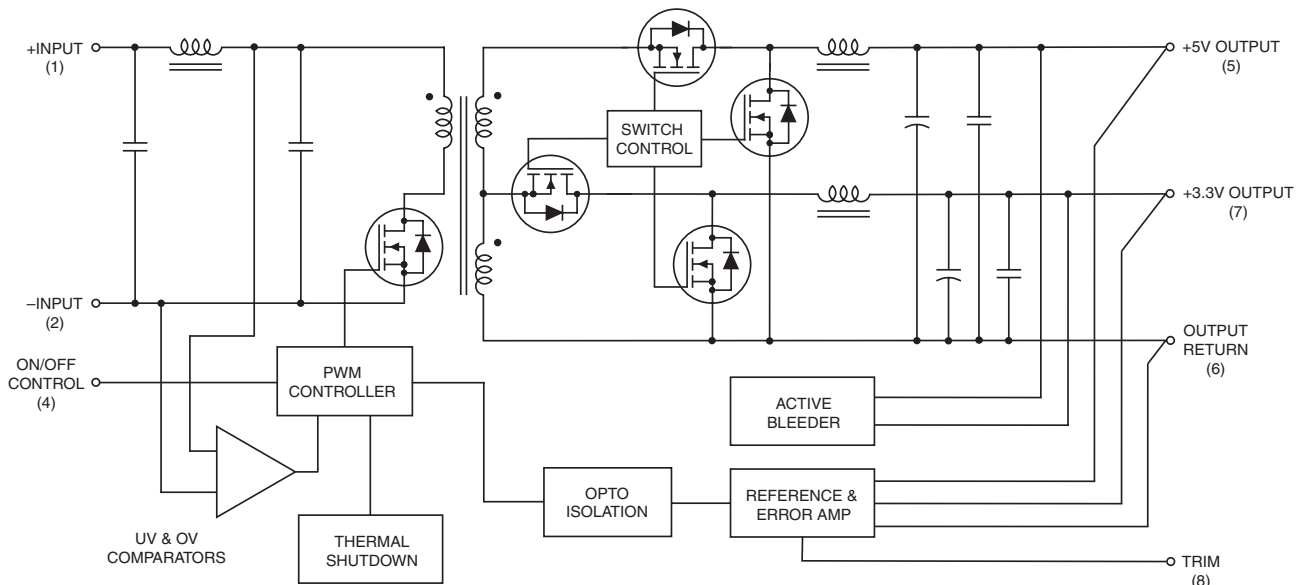 +INPUT
(1)
+5V OUTPUT
(5)
SWITCH
CONTROL
+3.3V OUTPUT
(7)
–INPUT
(2)
OUTPUT
RETURN
(6)
ON/OFF
CONTROL
(4)
PWM
CONTROLLER
ACTIVE
BLEEDER
OPTO
ISOLATION
REFERENCE &
ERROR AMP
UV & OV
COMPARATORS
THERMAL
SHUTDOWN
TRIM
(8)